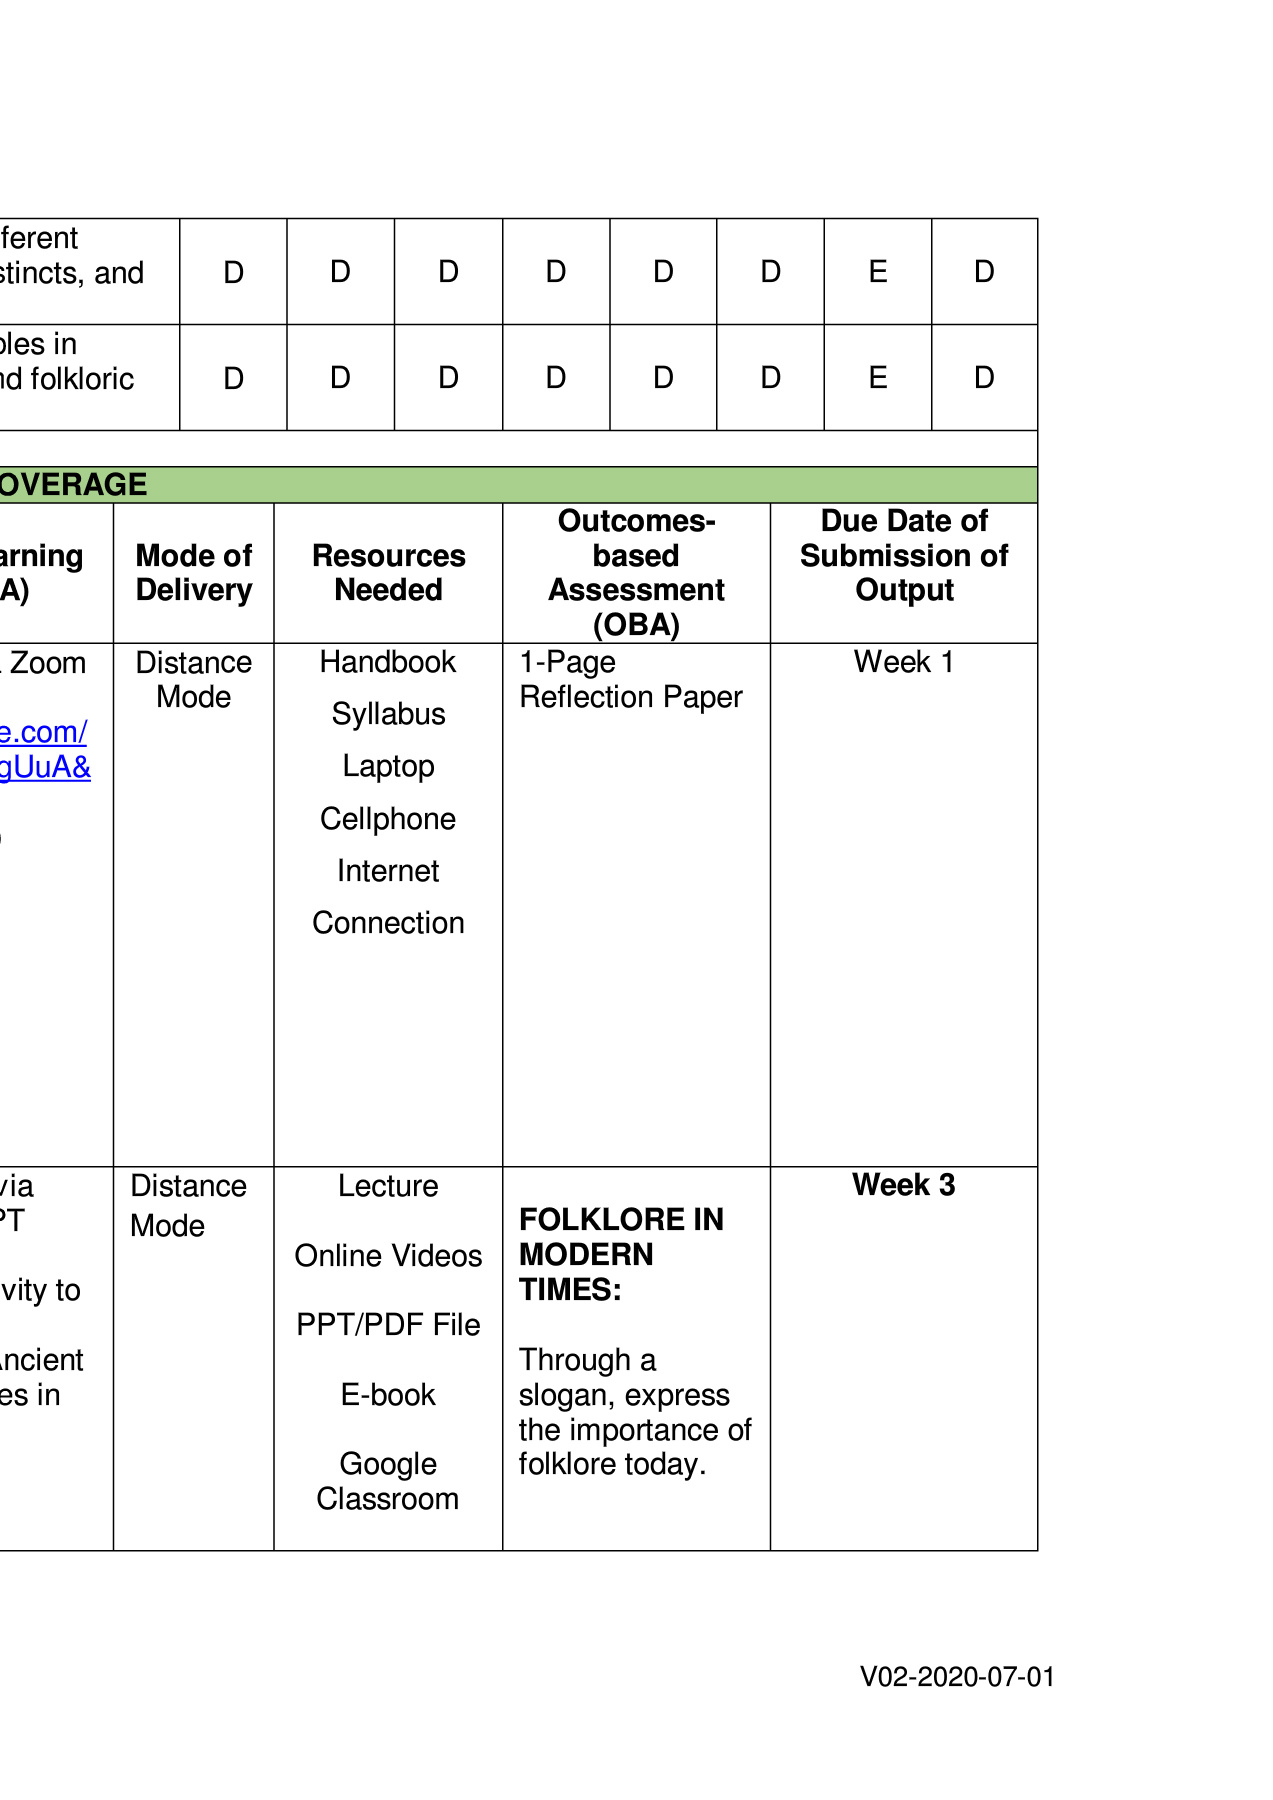 ferent
stincts, and
D D D D D D E D
oles in
nd folkloric
D D D D D D E D
OVERAGE
arning
A)
Mode of
Delivery
Resources
Needed
Outcomes-
based
Assessment
(OBA)
Due Date of
Submission of
Output
Zoom
e.com/
gUuA&
)
Distance
Mode
Handbook
Syllabus
Laptop
Cellphone
Internet
Connection
1-Page
Reflection Paper
Week 1
via
PT
vity to
Ancient
es in
Distance
Mode
Lecture
Online Videos
PPT/PDF File
E-book
Google
Classroom
FOLKLORE IN
MODERN
TIMES:
Through a
slogan, express
the importance of
folklore today.
Week 3
V02-2020-07-01